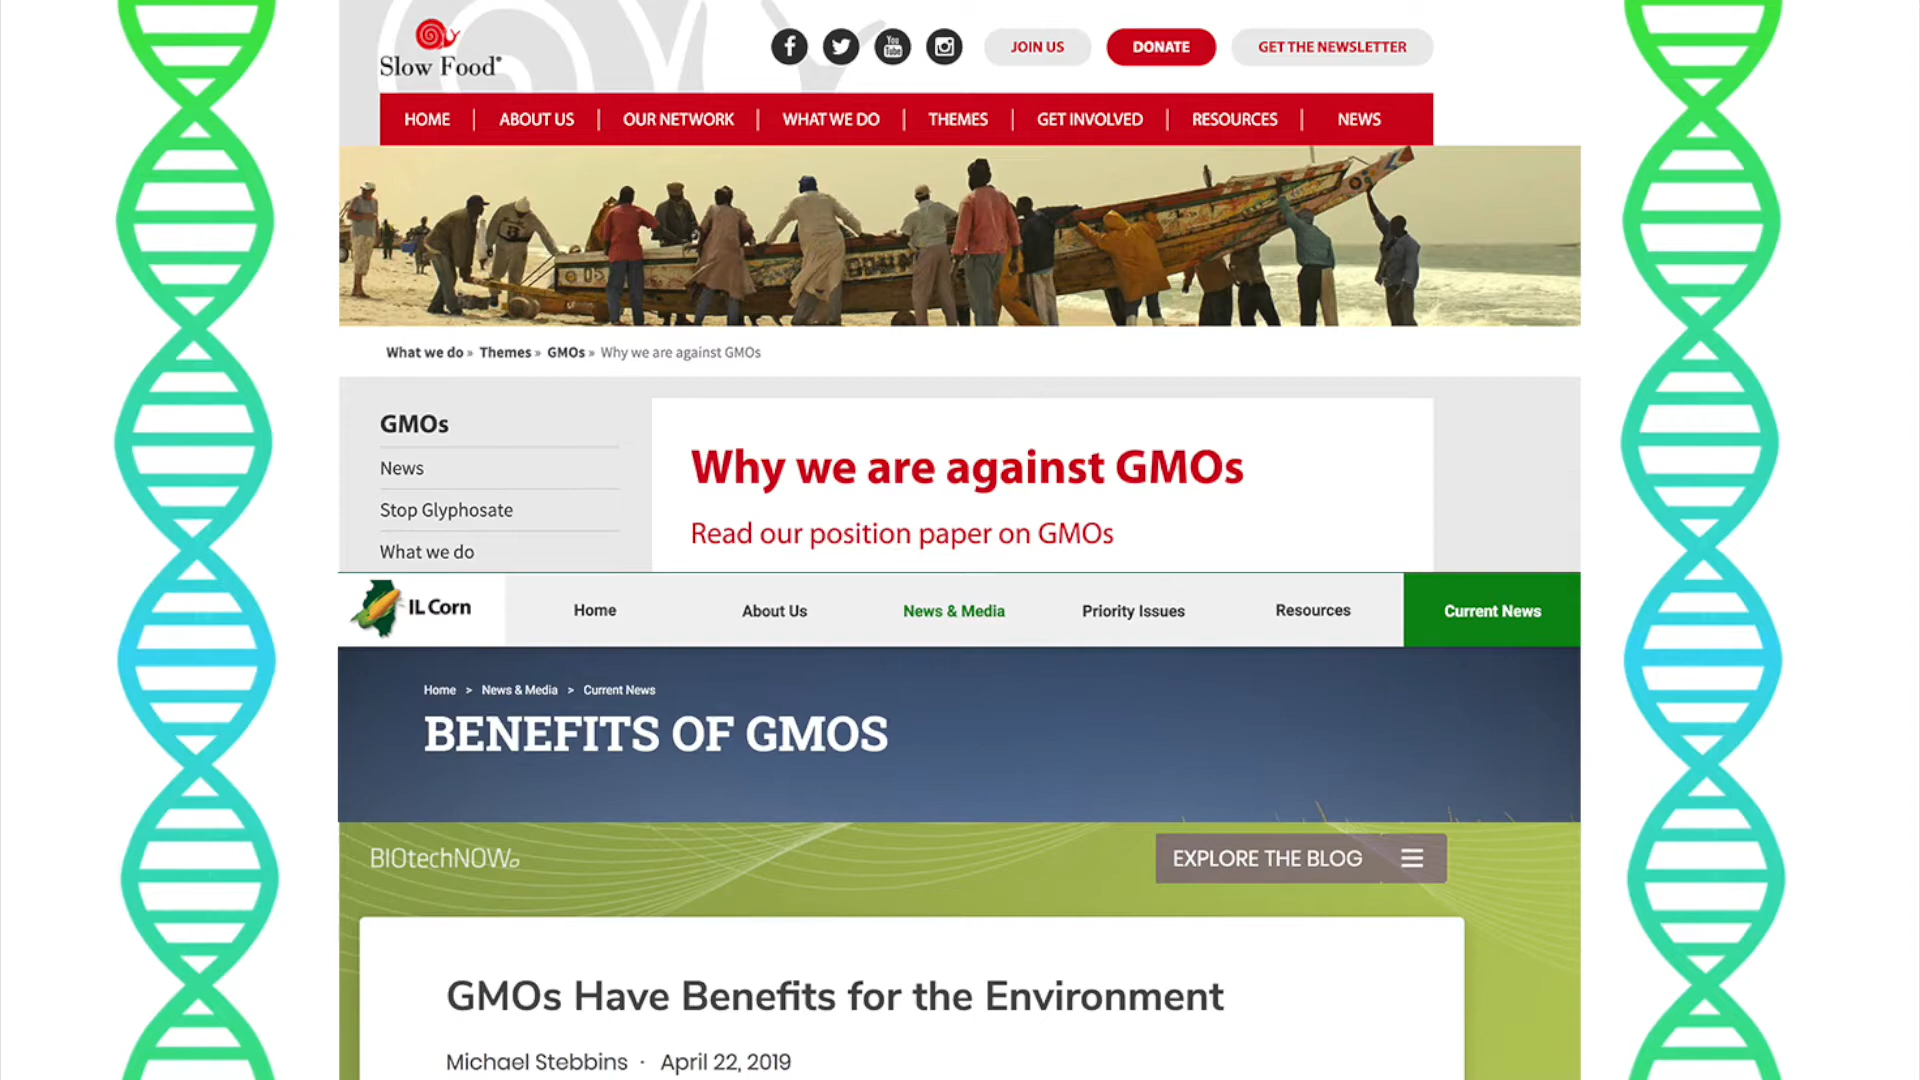 Slow Food®
JOIN US
DONATE
GET THE NEWSLETTER
HOME
ABOUT US
OUR NETWORK
WHAT WE DO
THEMES
GET INVOLVED
RESOURCES
NEWS
What we do » Themes » GMOs » Why we are against GMOs
GMOs
News
Stop Glyphosate
What we do
Why we are against GMOs
Read our position paper on GMOs
IL Corn
Home
About Us
News & Media
Priority Issues
Resources
Current News
Home > News & Media > Current News
BENEFITS OF GMOS
BIOtechNOW
EXPLORE THE BLOG
GMOs Have Benefits for the Environment
Michael Stebbins · April 22, 2019